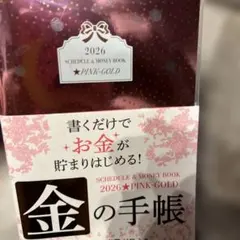 2026
SCHEDULE & MONEY BOOK
★PINK-GOLD
書くだけで
お金が
貯まりはじめる!
SCHEDULE & MONEY BOOK
2026★PINK-GOLD
金の手帳